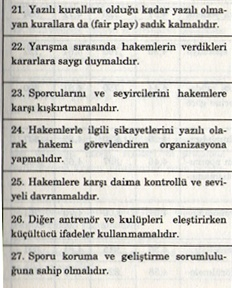 21. Yazılı kurallara olduğu kadar yazılı olma-
yan kurallara da (fair play) sadık kalmalıdır.
22. Yarışma sırasında hakemlerin verdikleri
kararlara saygı duymalıdır.
23. Sporcularını ve seyircilerini hakemlere
karşı kışkırtmamalıdır.
24. Hakemlerle ilgili şikayetlerini yazılı ola-
rak hakemi görevlendiren organizasyona
yapmalıdır.
25. Hakemlere karşı daima kontrollü ve sevi-
yeli davranmalıdır.
26. Diğer antrenör ve kulüpleri eleştirirken
küçültücü ifadeler kullanmamalıdır.
27. Sporu koruma ve geliştirme sorumlulu-
ğuna sahip olmalıdır.